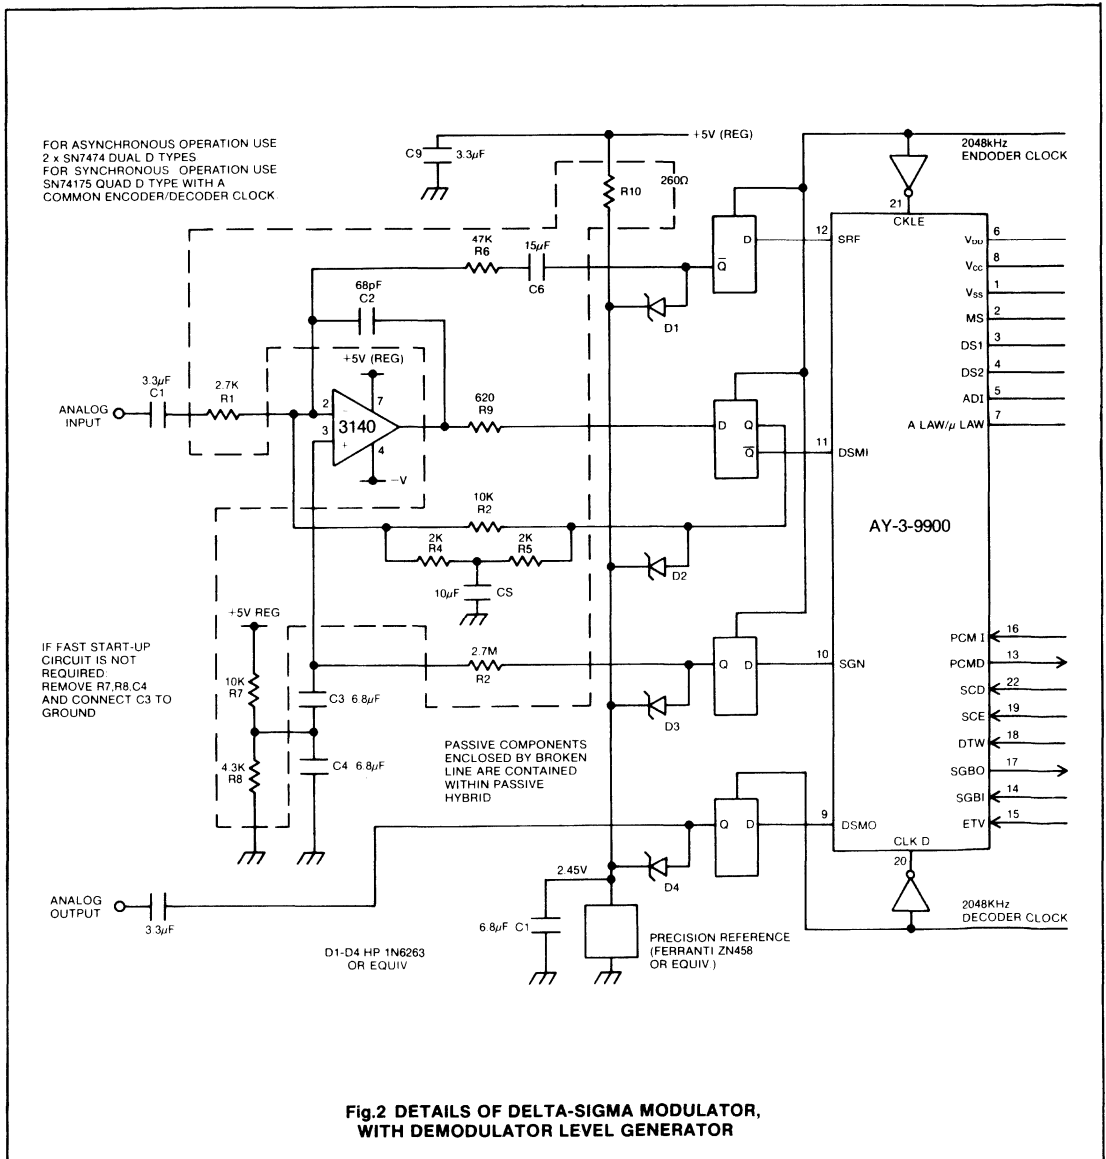 FOR ASYNCHRONOUS OPERATION USE
2 x SN7474 DUAL D TYPES
FOR SYNCHRONOUS OPERATION USE
SN74175 QUAD D TYPE WITH A
COMMON ENCODER/DECODER CLOCK.
C9
3.3µF
+5V (REG)
R10
260Ω
2048kHz
ENDODER CLOCK
21
CKLE
47K
R6
15µF
C6
D
Q̅
12
SRF
D1
68pF
C2
+5V (REG)
ANALOG
INPUT
3.3µF
C1
2.7K
R1
2
3
7
4
−
+
3140
−V
620
R9
D
Q
Q̅
11
DSMI
10K
R2
2K
R4
2K
R5
10µF
CS
D2
AY-3-9900
VDD
6
VCC
8
VSS
1
MS
2
DS1
3
DS2
4
ADI
5
A LAW/µ LAW
7
+5V REG
IF FAST START-UP
CIRCUIT IS NOT
REQUIRED:
REMOVE R7,R8,C4
AND CONNECT C3 TO
GROUND
10K
R7
4.3K
R8
C3 6.8µF
C4 6.8µF
2.7M
R2
Q
D
10
SGN
D3
PASSIVE COMPONENTS
ENCLOSED BY BROKEN
LINE ARE CONTAINED
WITHIN PASSIVE
HYBRID
PCM I
16
PCMD
13
SCD
22
SCE
19
DTW
18
SGBO
17
SGBI
14
ETV
15
Q
D
9
DSMO
D4
CLK D
20
2.45V
6.8µF C1
ANALOG
OUTPUT
3.3µF
D1-D4 HP 1N6263
OR EQUIV
PRECISION REFERENCE
(FERRANTI ZN458
OR EQUIV.)
2048KHz
DECODER CLOCK
Fig.2 DETAILS OF DELTA-SIGMA MODULATOR,
WITH DEMODULATOR LEVEL GENERATOR